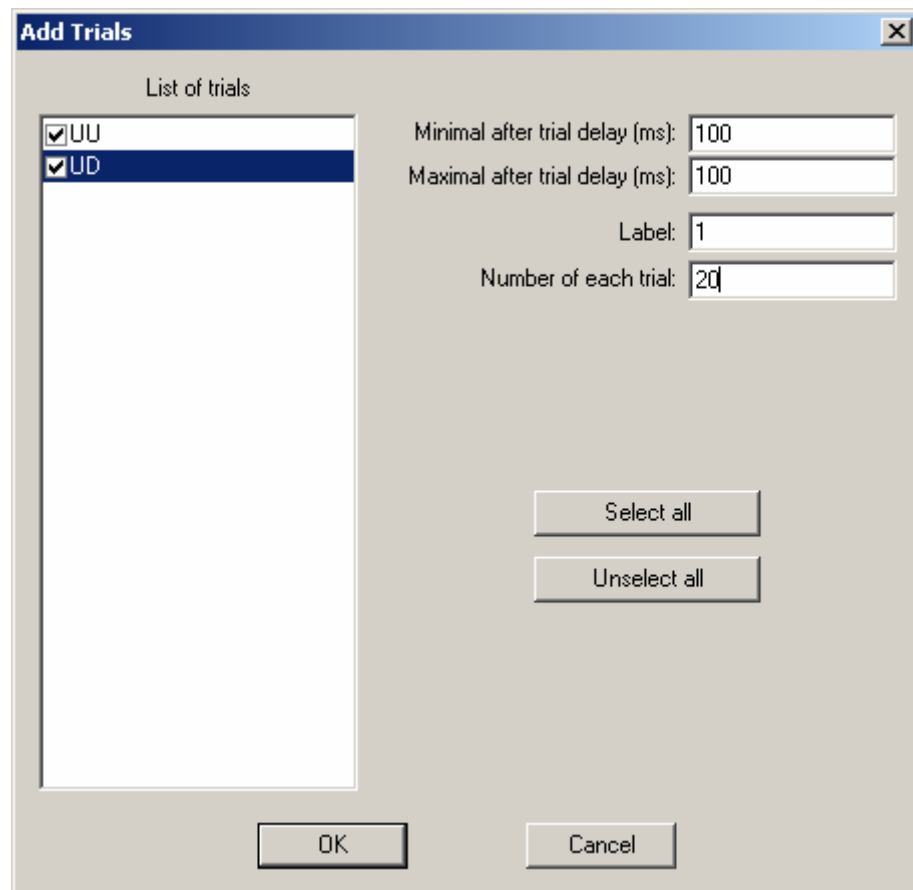 Add Trials
List of trials
UU
UD
Minimal after trial delay (ms): 100
Maximal after trial delay (ms): 100
Label: 1
Number of each trial: 20
Select all
Unselect all
OK Cancel